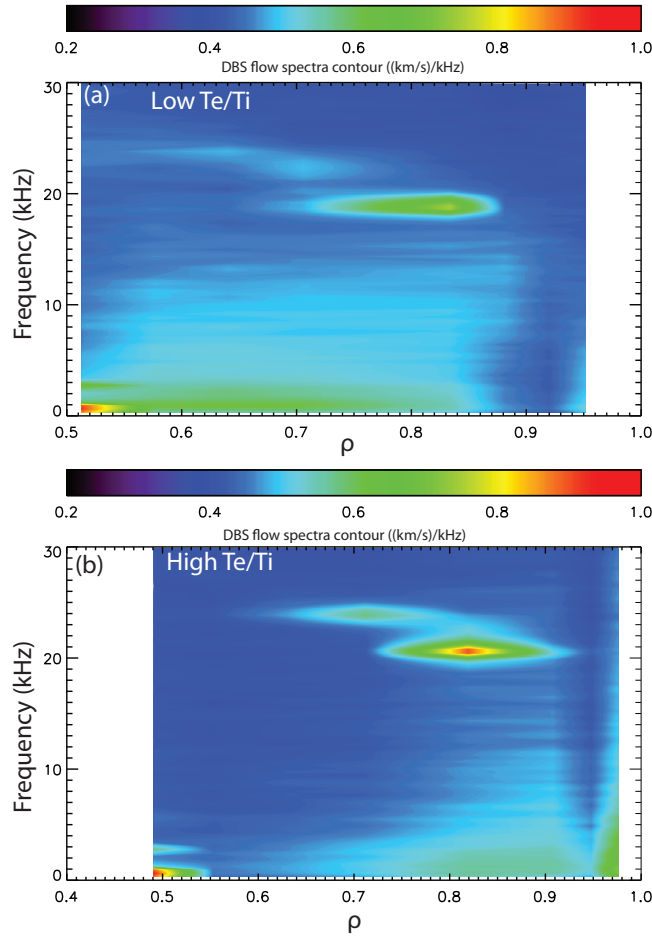 0.2 0.4 0.6 0.8 1.0
DBS flow spectra contour ((km/s)/kHz)
(a) Low Te/Ti
30
20
10
0
Frequency (kHz)
0.5 0.6 0.7 0.8 0.9 1.0
ρ
0.2 0.4 0.6 0.8 1.0
DBS flow spectra contour ((km/s)/kHz)
(b) High Te/Ti
30
20
10
0
Frequency (kHz)
0.4 0.5 0.6 0.7 0.8 0.9 1.0
ρ